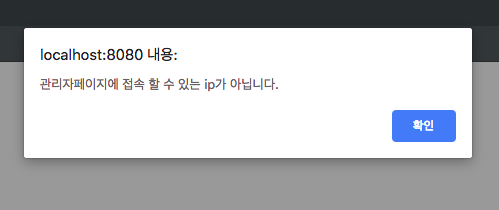 localhost:8080 내용:
관리자페이지에 접속 할 수 있는 ip가 아닙니다.
확인